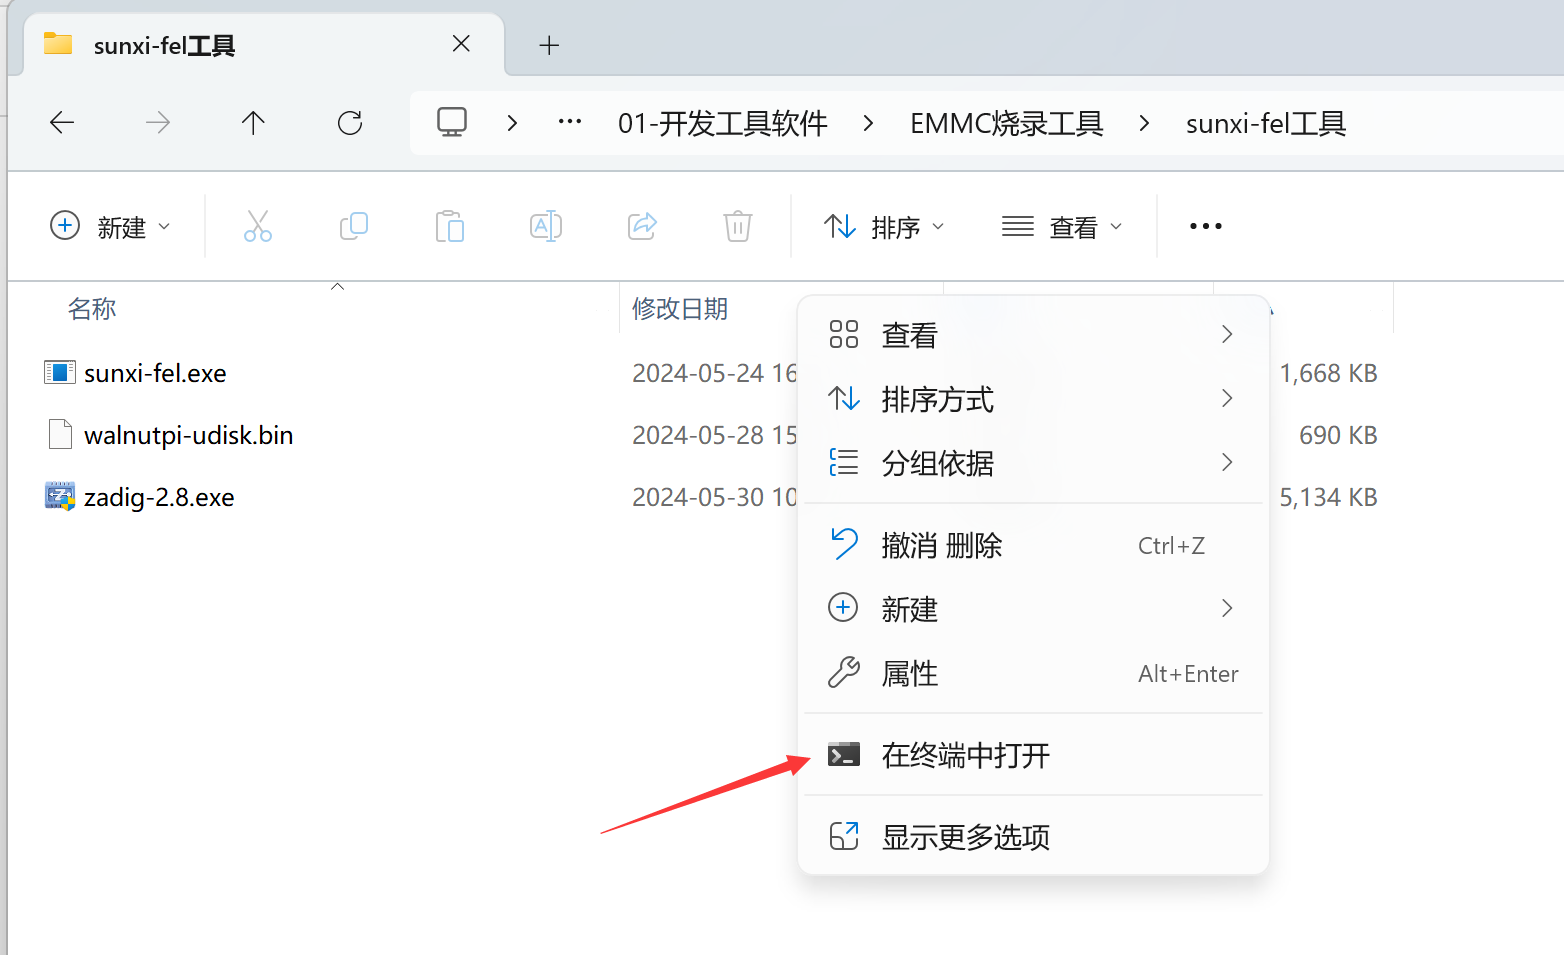 sunxi-fel工具
01-开发工具软件 > EMMC烧录工具 > sunxi-fel工具
新建 排序 查看
名称 修改日期
sunxi-fel.exe 2024-05-24 16 1,668 KB
walnutpi-udisk.bin 2024-05-28 15 690 KB
zadig-2.8.exe 2024-05-30 10 5,134 KB
查看
排序方式
分组依据
撤消 删除 Ctrl+Z
新建
属性 Alt+Enter
在终端中打开
显示更多选项